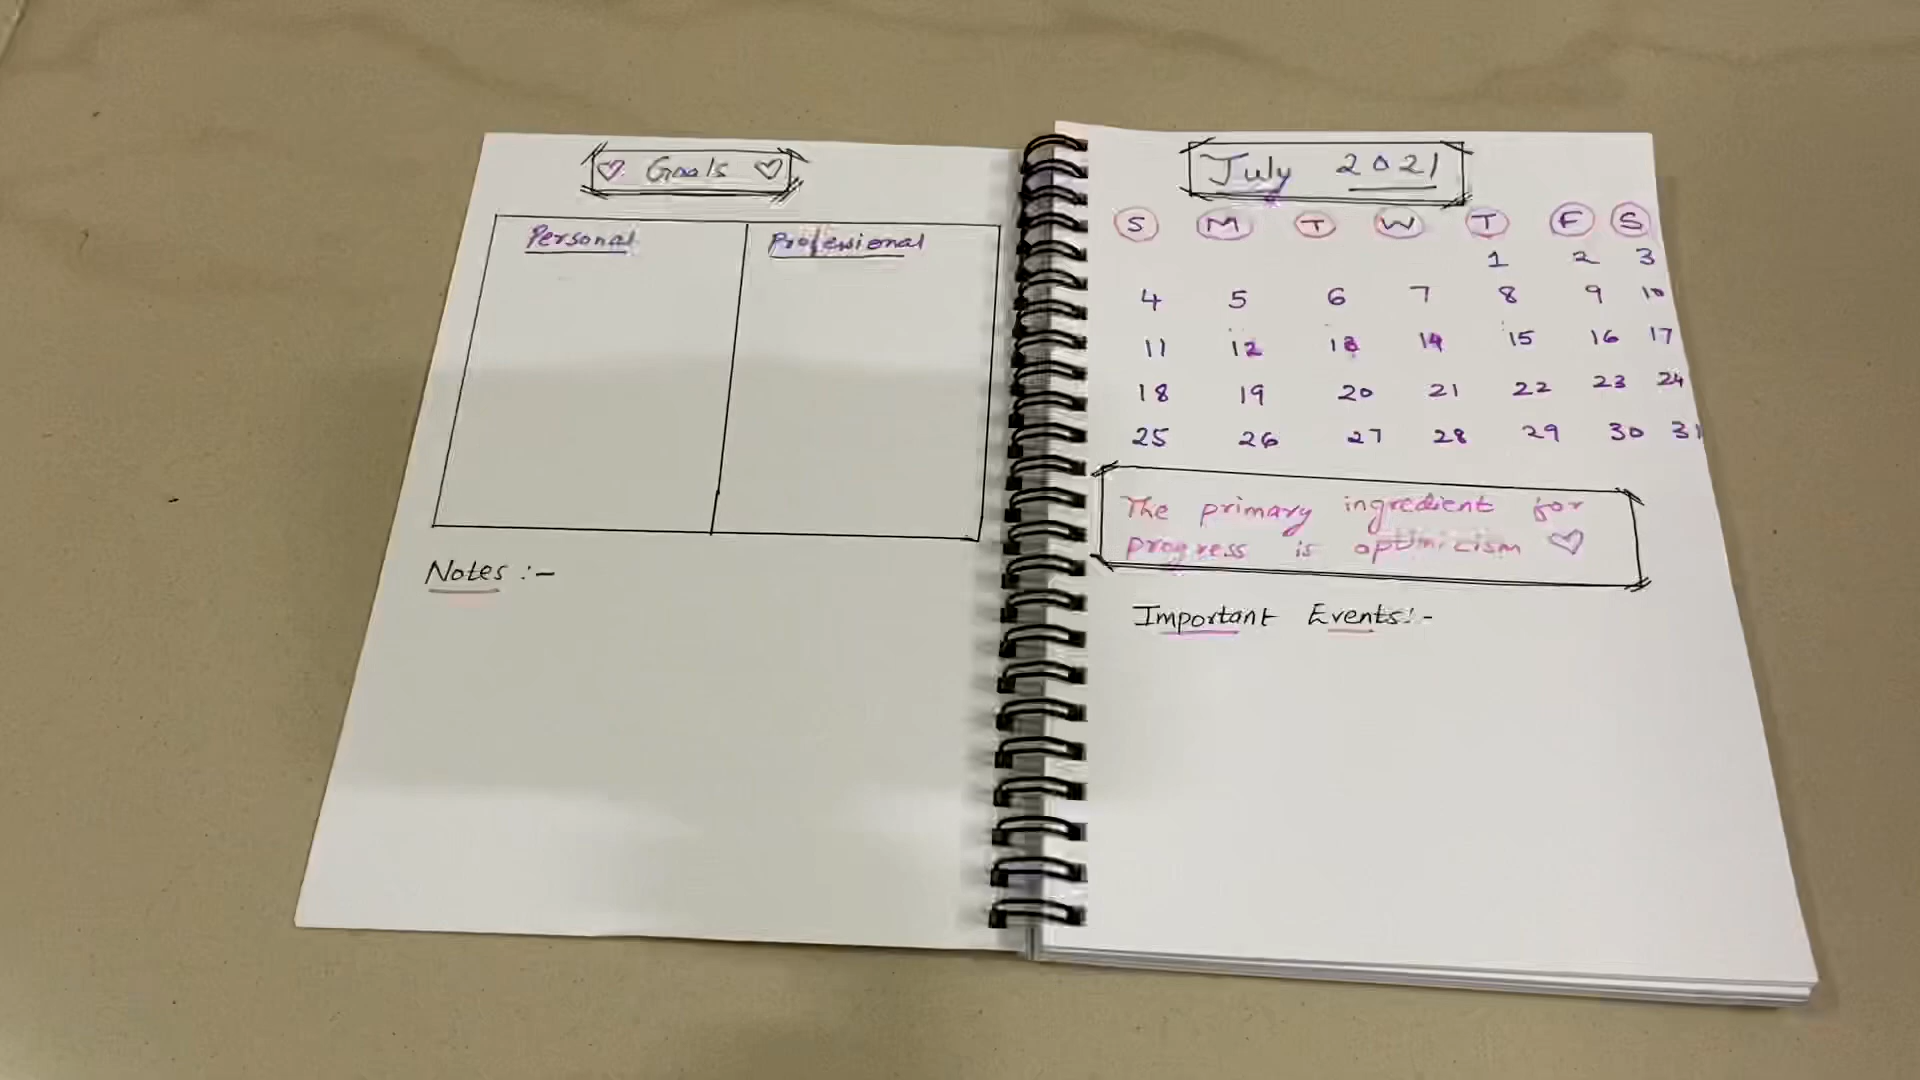 ♡ Goals ♡
Personal Professional
Notes :-
July 2021
S M T W T F S
1 2 3
4 5 6 7 8 9 10
11 12 13 14 15 16 17
18 19 20 21 22 23 24
25 26 27 28 29 30 31
The primary ingredient for
progress is optimicism ♡
Important Events:-